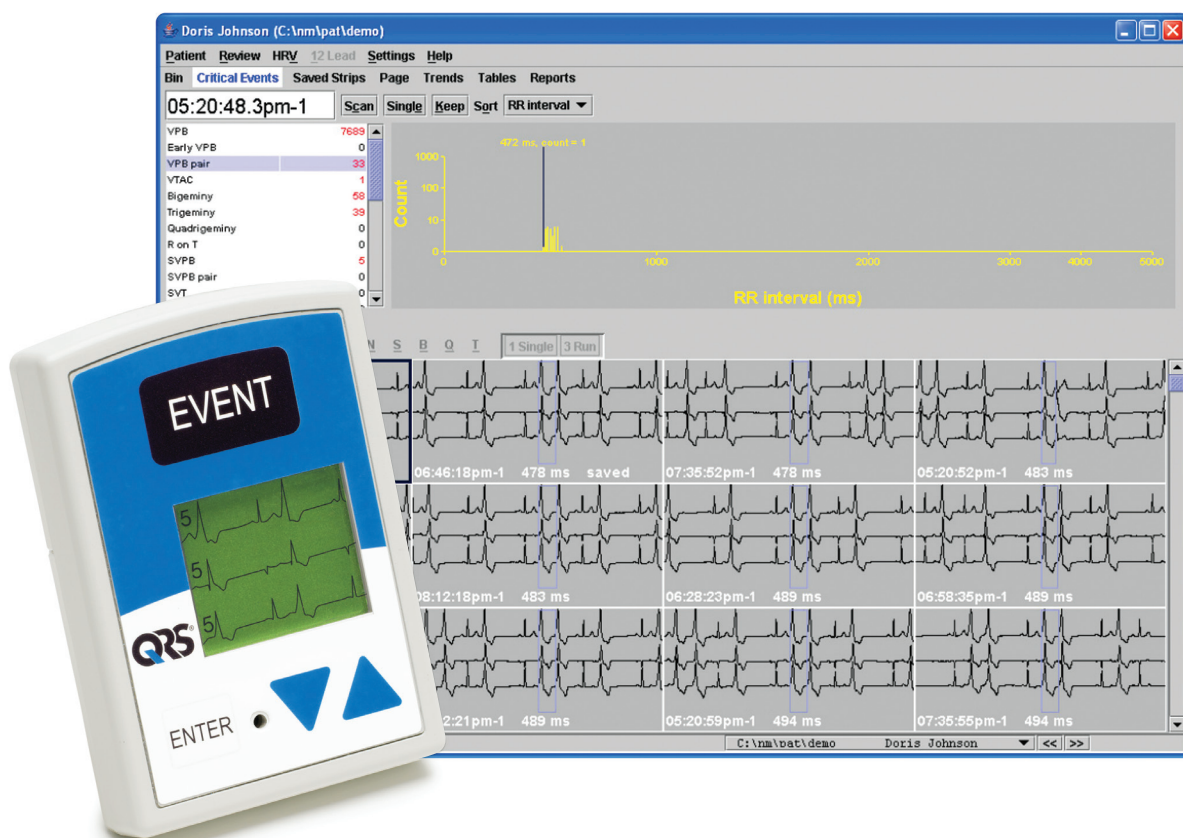 Doris Johnson (C:\nm\pat\demo)
Patient Review HRV 12 Lead Settings Help
Bin Critical Events Saved Strips Page Trends Tables Reports
05:20:48.3pm-1 Scan Single Keep Sort RR interval
VPB 7689
Early VPB 0
VPB pair 33
VTAC 1
Bigeminy 58
Trigeminy 39
Quadrigeminy 0
R on T 0
SVPB 5
SVPB pair 0
SVT 0
472 ms, count = 1
Count
1000
100
10
0
0 1000 2000 3000 4000 5000
RR interval (ms)
N S B Q T 1 Single 3 Run
06:46:18pm-1 478 ms saved
07:35:52pm-1 478 ms
05:20:52pm-1 483 ms
08:12:18pm-1 483 ms
06:28:23pm-1 489 ms
06:58:35pm-1 489 ms
2:21pm-1 489 ms
05:20:59pm-1 494 ms
07:35:55pm-1 494 ms
C:\nm\pat\demo Doris Johnson << >>
EVENT
5
5
5
QRS®
ENTER